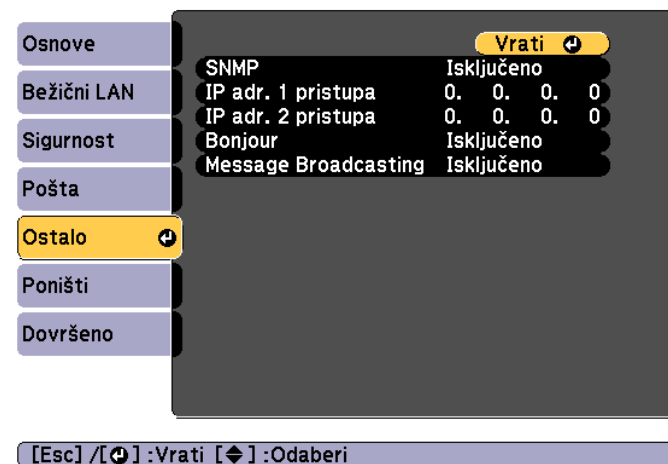 Osnove
Bežični LAN
Sigurnost
Pošta
Ostalo
Poništi
Dovršeno
Vrati
SNMP Isključeno
IP adr. 1 pristupa 0. 0. 0. 0
IP adr. 2 pristupa 0. 0. 0. 0
Bonjour Isključeno
Message Broadcasting Isključeno
[Esc] /[⏎] :Vrati [◆] :Odaberi